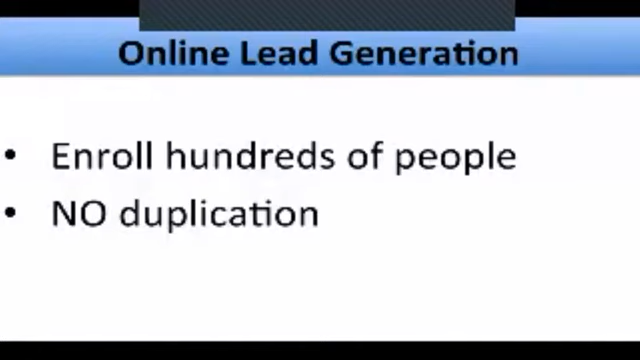 Online Lead Generation
• Enroll hundreds of people
• NO duplication